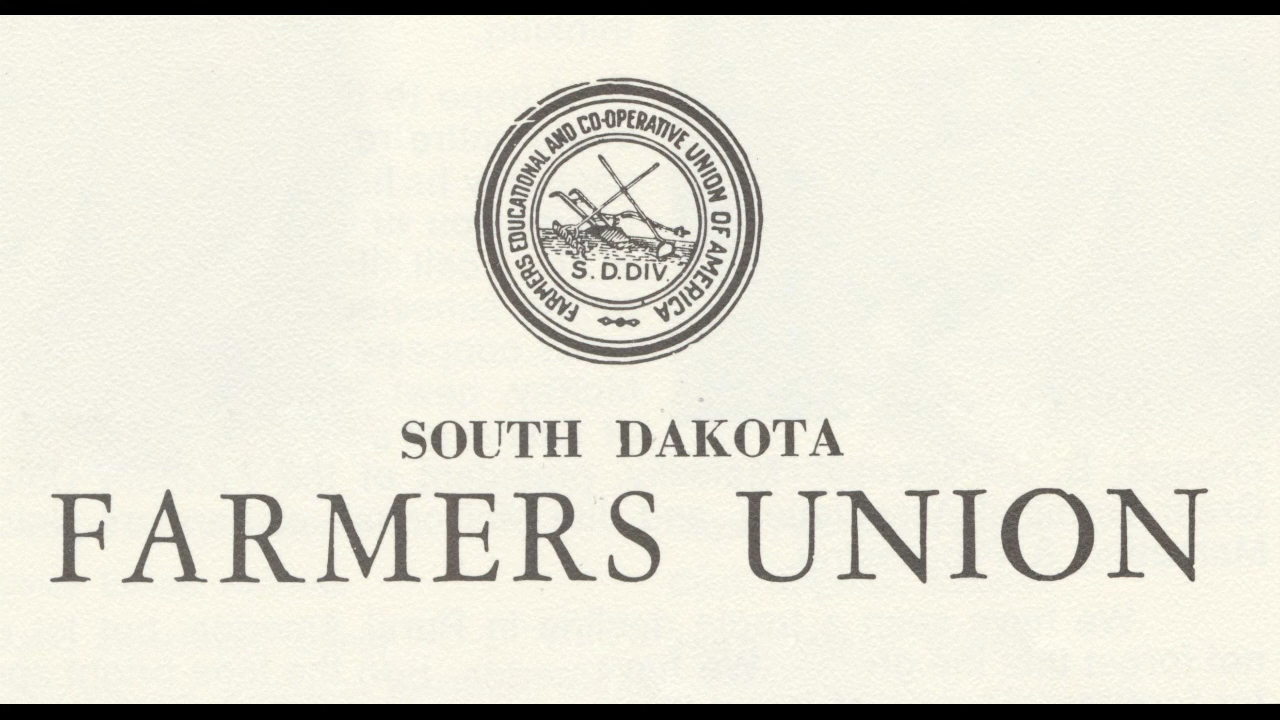 FARMERS EDUCATIONAL AND CO-OPERATIVE UNION OF AMERICA
S. D. DIV.
SOUTH DAKOTA
FARMERS UNION